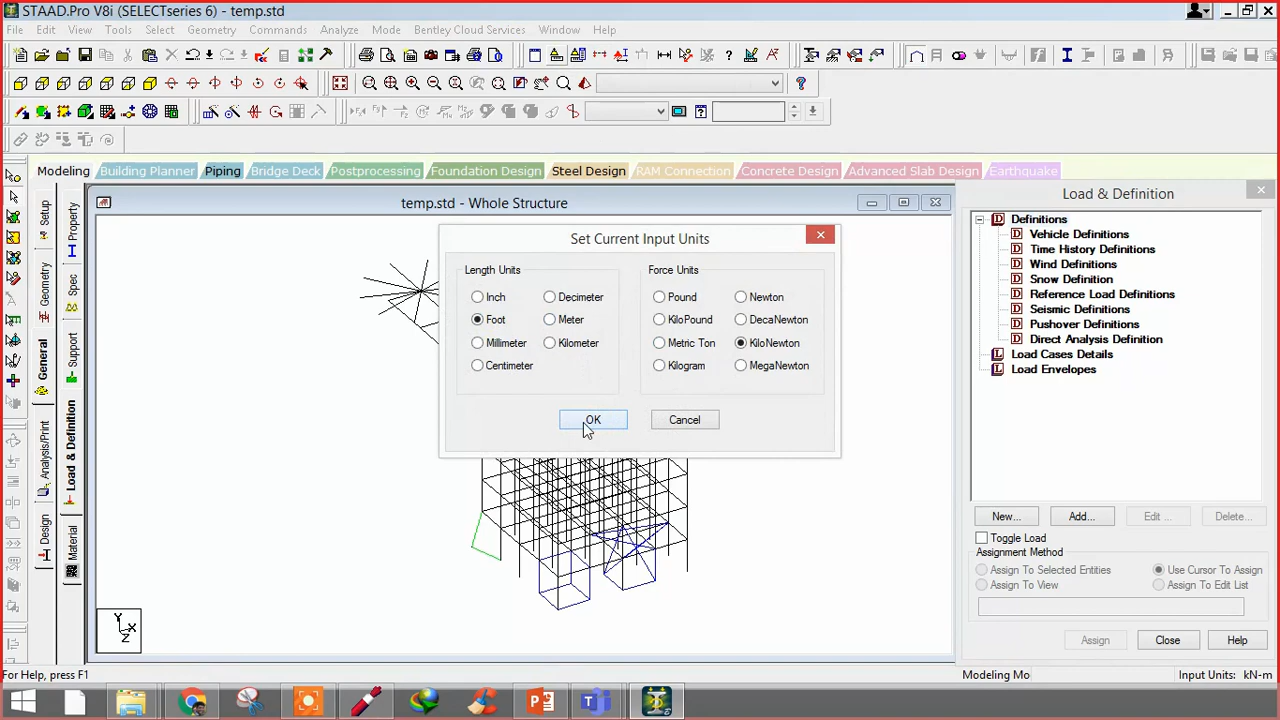 STAAD.Pro V8i (SELECTseries 6) - temp.std
File Edit View Tools Select Geometry Commands Analyze Mode Bentley Cloud Services Window Help
Modeling Building Planner Piping Bridge Deck Postprocessing Foundation Design Steel Design RAM Connection Concrete Design Advanced Slab Design Earthquake
temp.std - Whole Structure
Setup
Geometry
General
Analysis/Print
Design
Property
Spec
Support
Load & Definition
Material
Set Current Input Units
Length Units
Inch Decimeter
Foot Meter
Millimeter Kilometer
Centimeter
Force Units
Pound Newton
KiloPound DecaNewton
Metric Ton KiloNewton
Kilogram MegaNewton
OK Cancel
Y
X
Z
Load & Definition
Definitions
Vehicle Definitions
Time History Definitions
Wind Definitions
Snow Definition
Reference Load Definitions
Seismic Definitions
Pushover Definitions
Direct Analysis Definition
Load Cases Details
Load Envelopes
New... Add... Edit ... Delete...
Toggle Load
Assignment Method
Assign To Selected Entities Use Cursor To Assign
Assign To View Assign To Edit List
Assign Close Help
For Help, press F1 Modeling Mo Input Units: kN-m